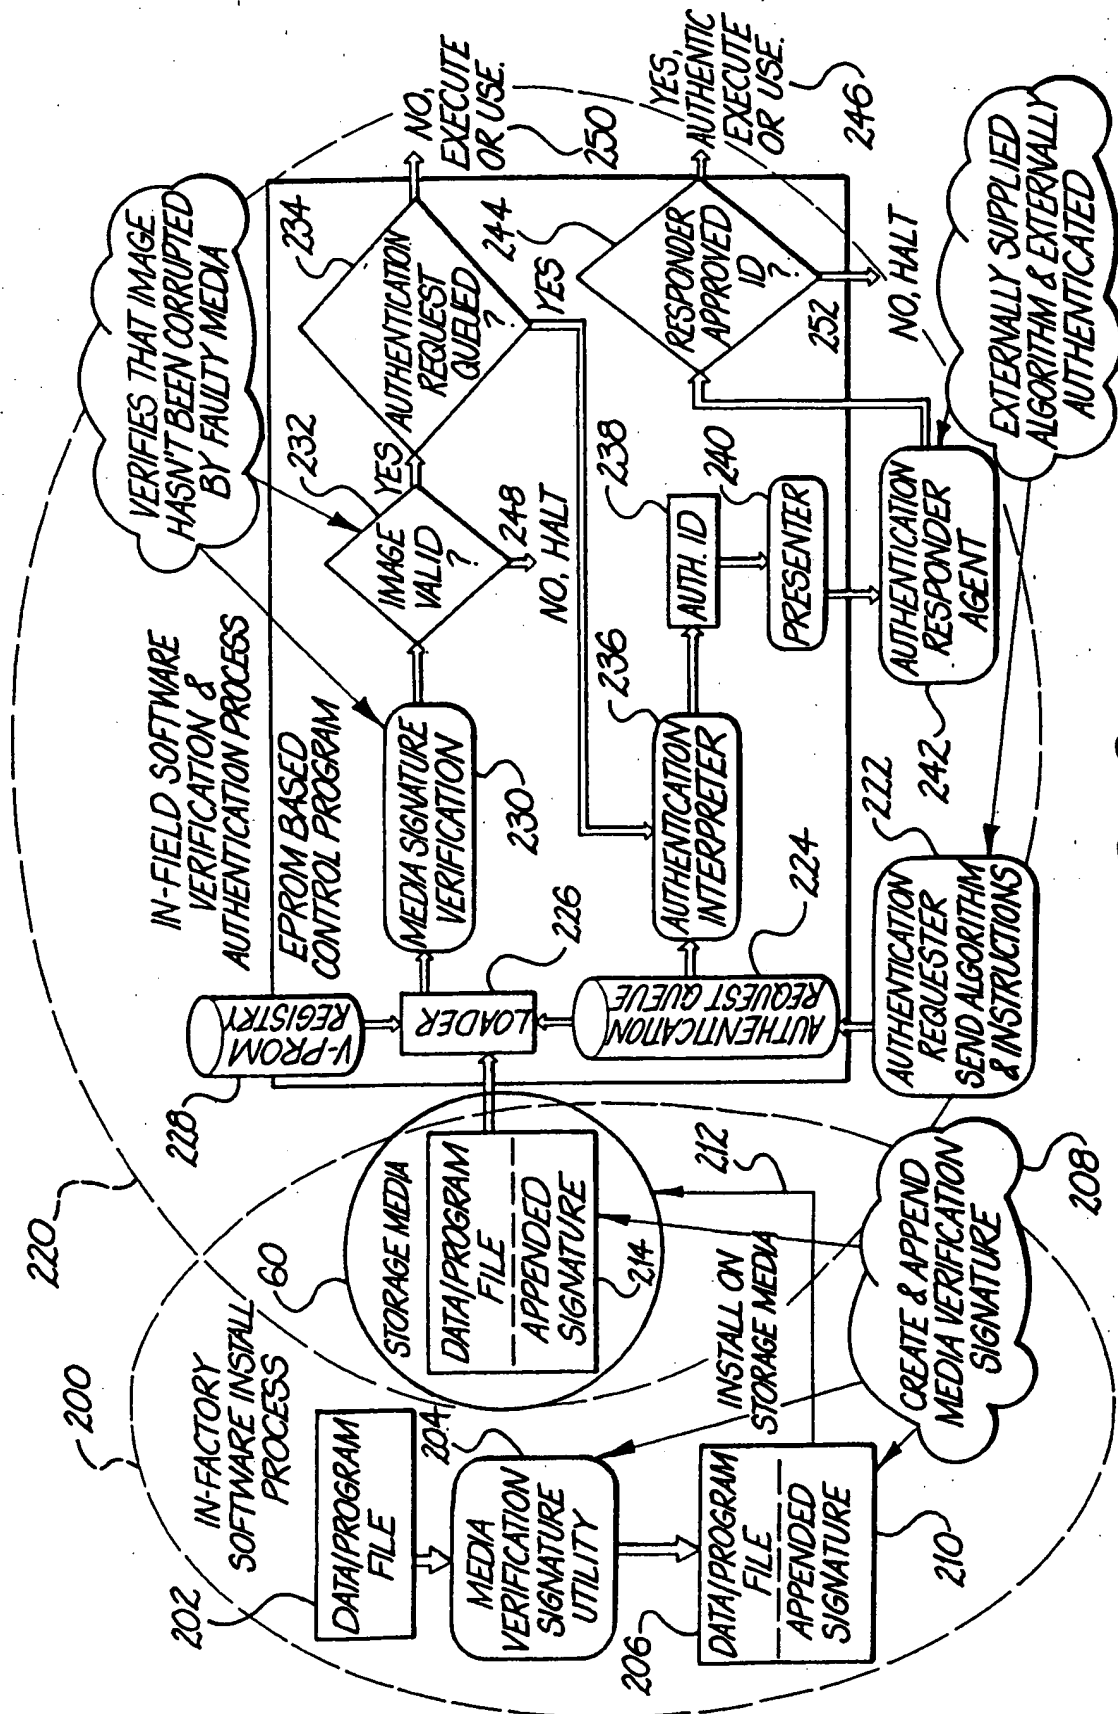 220
IN-FIELD SOFTWARE
VERIFICATION &
AUTHENTICATION PROCESS
VERIFIES THAT IMAGE
HASN'T BEEN CORRUPTED
BY FAULTY MEDIA
200
IN-FACTORY
SOFTWARE INSTALL
PROCESS
202
DATA/PROGRAM
FILE
204
MEDIA
VERIFICATION
SIGNATURE
UTILITY
206
DATA/PROGRAM
FILE
APPENDED
SIGNATURE
210
60
STORAGE MEDIA
DATA/PROGRAM
FILE
APPENDED
SIGNATURE
214
INSTALL ON
STORAGE MEDIA
212
CREATE & APPEND
MEDIA VERIFICATION
SIGNATURE
208
228
V-PROM
REGISTRY
EPROM BASED
CONTROL PROGRAM
LOADER
226
MEDIA SIGNATURE
VERIFICATION
230
232
IMAGE
VALID
?
YES
248
NO, HALT
234
AUTHENTICATION
REQUEST
QUEUED
?
YES
NO,
EXECUTE
OR USE.
250
AUTHENTICATION
REQUEST QUEUE
224
AUTHENTICATION
INTERPRETER
236
AUTH. ID
238
PRESENTER
240
244
RESPONDER
APPROVED
ID
?
YES,
AUTHENTIC
EXECUTE
OR USE.
246
252
NO, HALT
222
AUTHENTICATION
REQUESTER
SEND ALGORITHM
& INSTRUCTIONS
AUTHENTICATION
RESPONDER
AGENT
242
EXTERNALLY SUPPLIED
ALGORITHM & EXTERNALLY
AUTHENTICATED